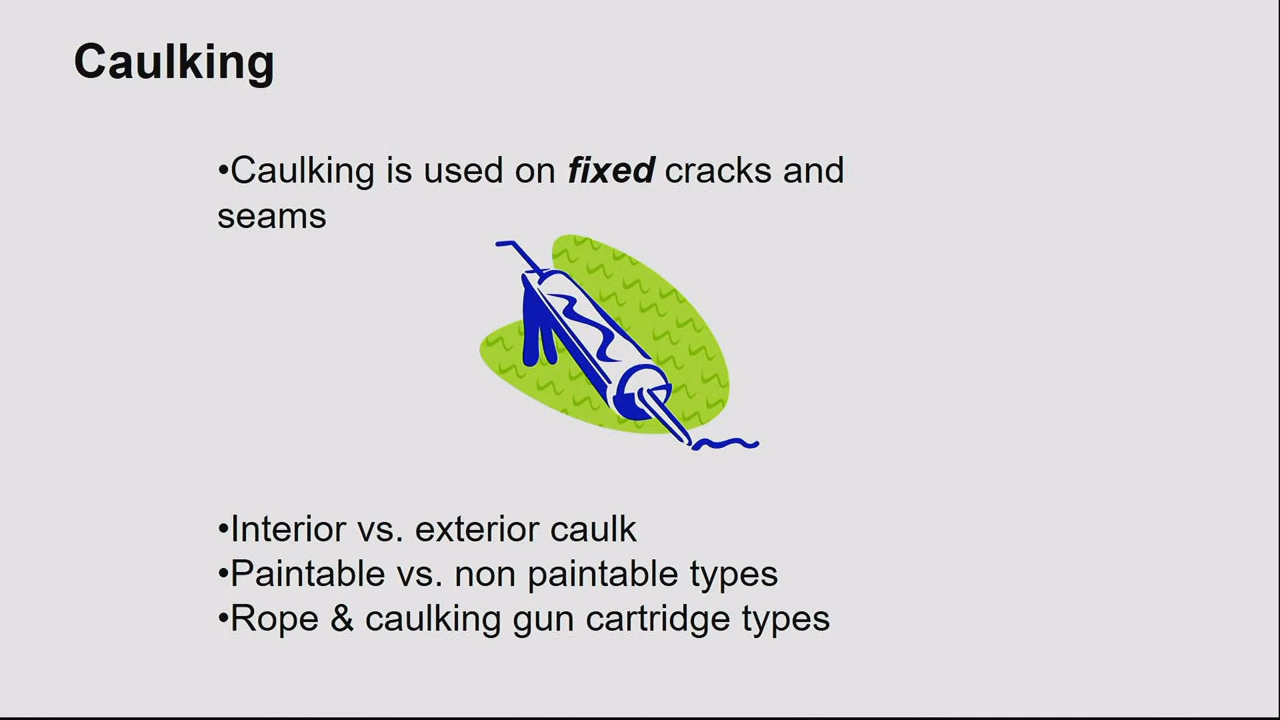 Caulking
•Caulking is used on fixed cracks and
seams
•Interior vs. exterior caulk
•Paintable vs. non paintable types
•Rope & caulking gun cartridge types